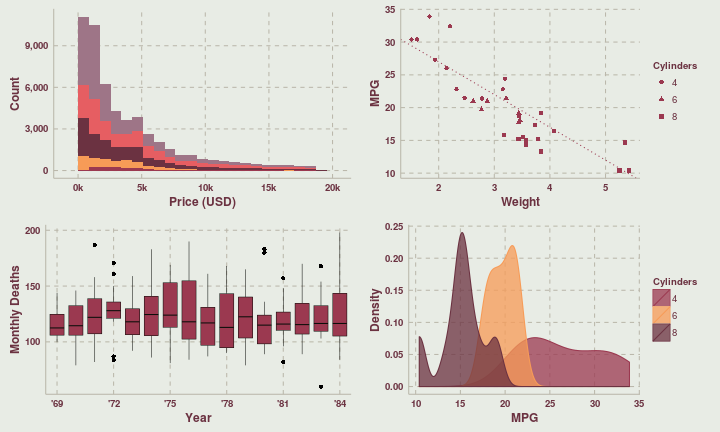 Count
9,000
6,000
3,000
0
0k 5k 10k 15k 20k
Price (USD)
MPG
35
30
25
20
15
10
2 3 4 5
Weight
Cylinders
4
6
8
Monthly Deaths
200
150
100
'69 '72 '75 '78 '81 '84
Year
Density
0.25
0.20
0.15
0.10
0.05
0.00
10 15 20 25 30 35
MPG
Cylinders
4
6
8